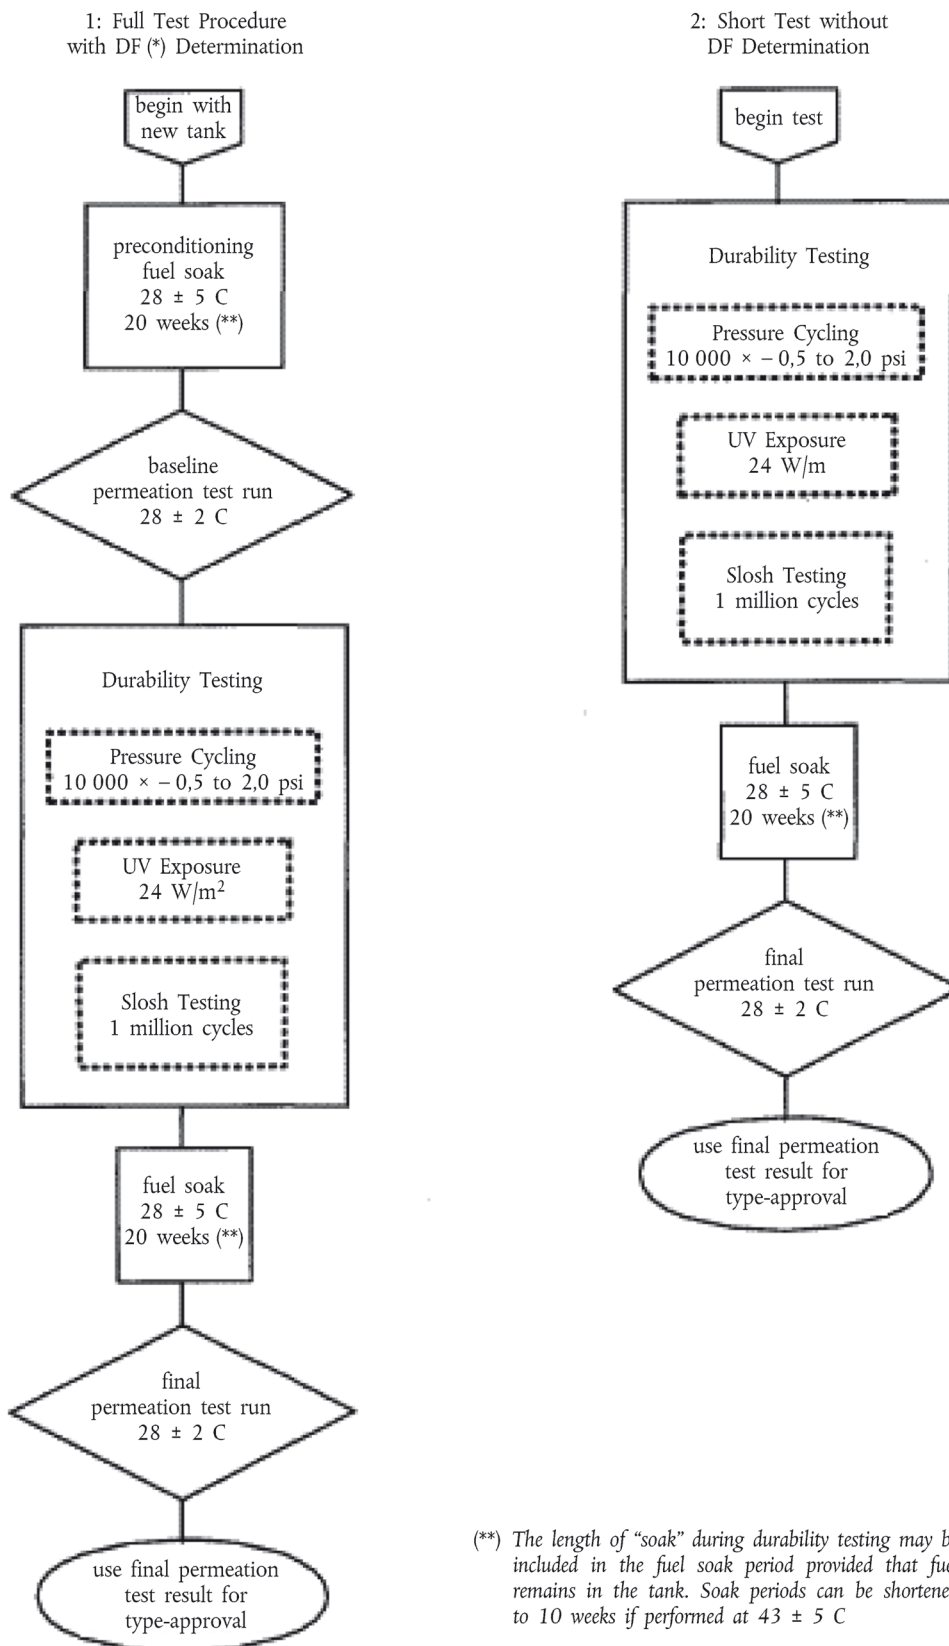 1: Full Test Procedure
with DF (*) Determination
begin with
new tank
preconditioning
fuel soak
28 ± 5 C
20 weeks (**)
baseline
permeation test run
28 ± 2 C
Durability Testing
Pressure Cycling
10 000 × – 0,5 to 2,0 psi
UV Exposure
24 W/m²
Slosh Testing
1 million cycles
fuel soak
28 ± 5 C
20 weeks (**)
final
permeation test run
28 ± 2 C
use final permeation
test result for
type-approval
2: Short Test without
DF Determination
begin test
Durability Testing
Pressure Cycling
10 000 × – 0,5 to 2,0 psi
UV Exposure
24 W/m
Slosh Testing
1 million cycles
fuel soak
28 ± 5 C
20 weeks (**)
final
permeation test run
28 ± 2 C
use final permeation
test result for
type-approval
(**) The length of “soak” during durability testing may
included in the fuel soak period provided that
remains in the tank. Soak periods can be
to 10 weeks if performed at 43 ± 5 C